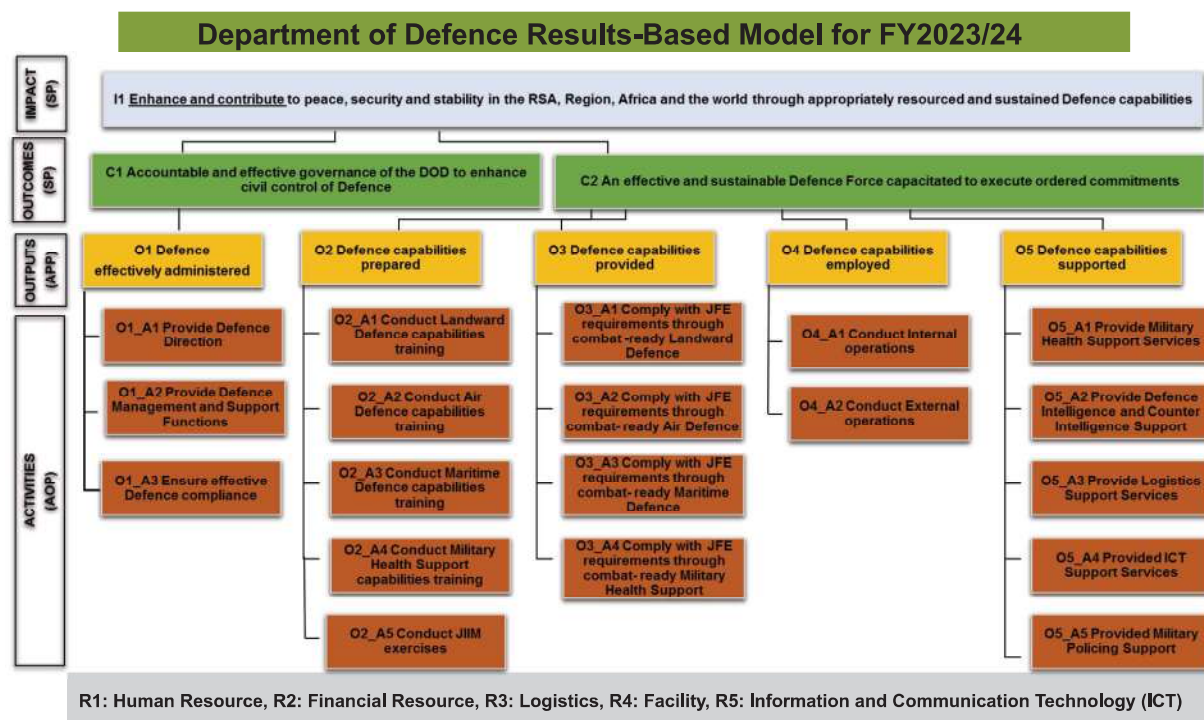 Department of Defence Results-Based Model for FY2023/24
IMPACT
(SP)
I1 Enhance and contribute to peace, security and stability in the RSA, Region, Africa and the world through appropriately resourced and sustained Defence capabilities
OUTCOMES
(SP)
C1 Accountable and effective governance of the DOD to enhance
civil control of Defence
C2 An effective and sustainable Defence Force capacitated to execute ordered commitments
OUTPUTS
(APP)
O1 Defence
effectively administered
O2 Defence capabilities
prepared
O3 Defence capabilities
provided
O4 Defence capabilities
employed
O5 Defence capabilities
supported
ACTIVITIES
(AOP)
O1_A1 Provide Defence
Direction
O1_A2 Provide Defence
Management and Support
Functions
O1_A3 Ensure effective
Defence compliance
O2_A1 Conduct Landward
Defence capabilities
training
O2_A2 Conduct Air
Defence capabilities
training
O2_A3 Conduct Maritime
Defence capabilities
training
O2_A4 Conduct Military
Health Support
capabilities training
O2_A5 Conduct JIIM
exercises
O3_A1 Comply with JFE
requirements through
combat-ready Landward
Defence
O3_A2 Comply with JFE
requirements through
combat- ready Air Defence
O3_A3 Comply with JFE
requirements through
combat- ready Maritime
Defence
O3_A4 Comply with JFE
requirements through
combat- ready Military
Health Support
O4_A1 Conduct Internal
operations
O4_A2 Conduct External
operations
O5_A1 Provide Military
Health Support Services
O5_A2 Provide Defence
Intelligence and Counter
Intelligence Support
O5_A3 Provide Logistics
Support Services
O5_A4 Provided ICT
Support Services
O5_A5 Provided Military
Policing Support
R1: Human Resource, R2: Financial Resource, R3: Logistics, R4: Facility, R5: Information and Communication Technology (ICT)